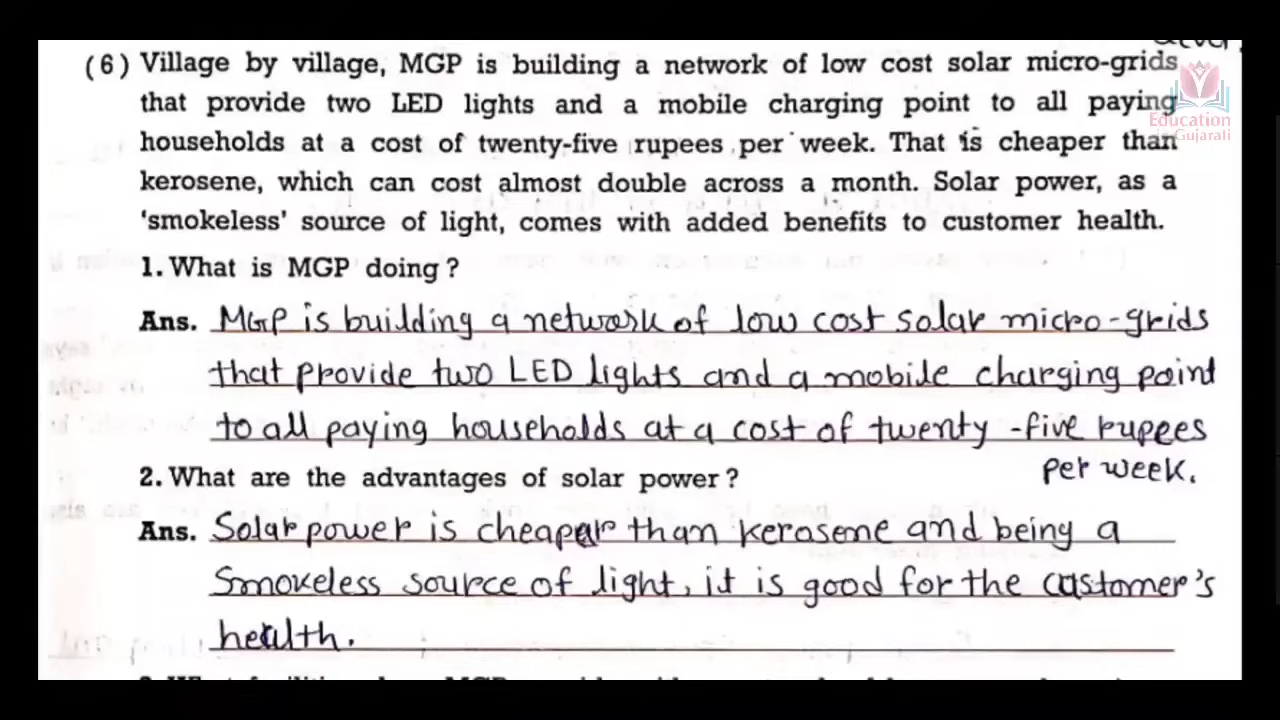 (6) Village by village, MGP is building a network of low cost solar micro-grids
Education
in Gujarati
that provide two LED lights and a mobile charging point to all paying
households at a cost of twenty-five rupees per week. That is cheaper than
kerosene, which can cost almost double across a month. Solar power, as a
'smokeless' source of light, comes with added benefits to customer health.
1. What is MGP doing?
Ans. MGP is building a network of low cost solar micro-grids
that provide two LED lights and a mobile charging point
to all paying households at a cost of twenty-five rupees
per week.
2. What are the advantages of solar power?
Ans. Solar power is cheaper than kerosene and being a
Smokeless source of light, it is good for the customer's
health.